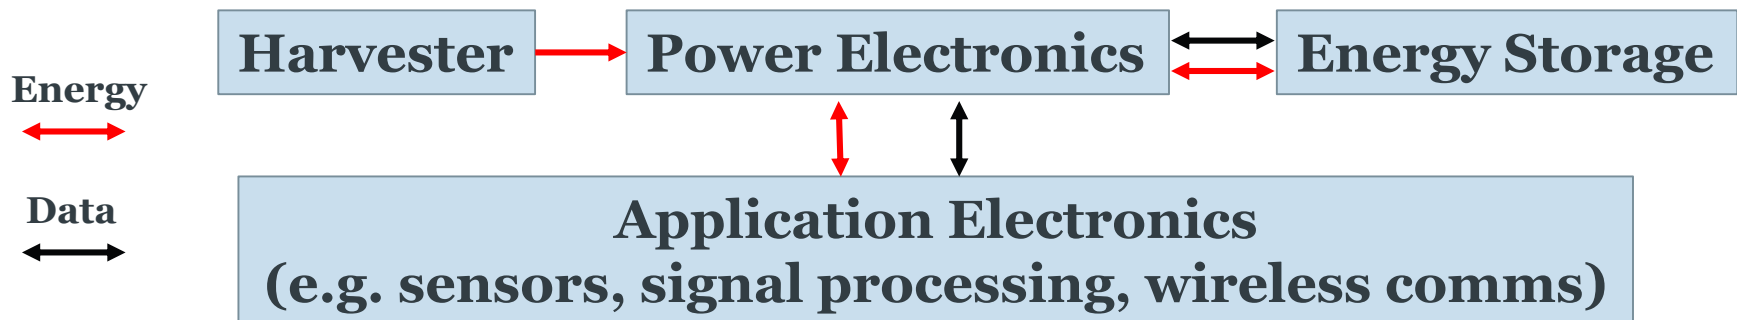 Harvester
Power Electronics
Energy Storage
Energy
Data
Application Electronics
(e.g. sensors, signal processing, wireless comms)